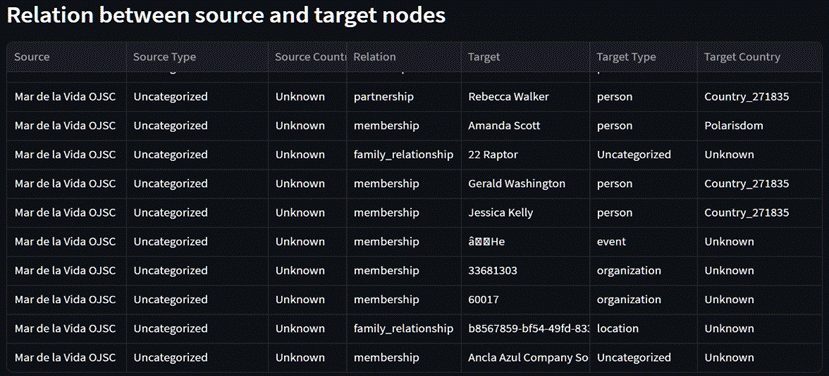 Relation between source and target nodes
Source Source Type Source Countr Relation Target Target Type Target Country
Mar de la Vida OJSC Uncategorized Unknown partnership Rebecca Walker person Country_271835
Mar de la Vida OJSC Uncategorized Unknown membership Amanda Scott person Polarisdom
Mar de la Vida OJSC Uncategorized Unknown family_relationship 22 Raptor Uncategorized Unknown
Mar de la Vida OJSC Uncategorized Unknown membership Gerald Washington person Country_271835
Mar de la Vida OJSC Uncategorized Unknown membership Jessica Kelly person Country_271835
Mar de la Vida OJSC Uncategorized Unknown membership â□□He event Unknown
Mar de la Vida OJSC Uncategorized Unknown membership 33681303 organization Unknown
Mar de la Vida OJSC Uncategorized Unknown membership 60017 organization Unknown
Mar de la Vida OJSC Uncategorized Unknown family_relationship b8567859-bf54-49fd-833 location Unknown
Mar de la Vida OJSC Uncategorized Unknown membership Ancla Azul Company So Uncategorized Unknown